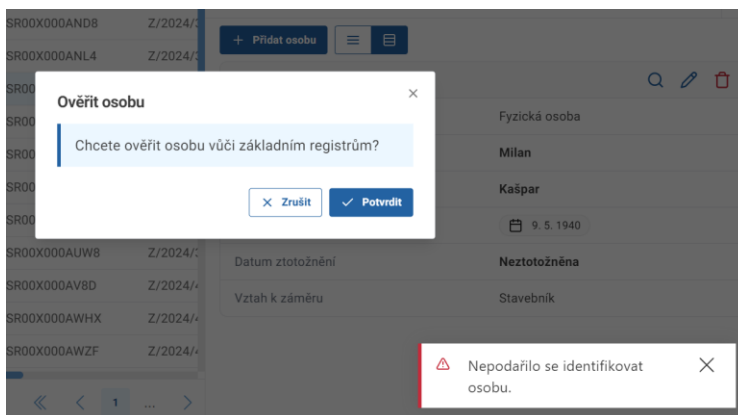 SR00X000AND8 Z/2024/
+ Přidat osobu
SR00X000ANL4 Z/2024/
SR00
Ověřit osobu
Chcete ověřit osobu vůči základním registrům?
Zrušit
Potvrdit
Fyzická osoba
SR00
Milan
SR00
Kašpar
SR00
9. 5. 1940
SR00
SR00X000AUW8 Z/2024/
Datum ztotožnění Neztotožněna
SR00X000AV8D Z/2024/
Vztah k záměru Stavebník
SR00X000AWHX Z/2024/
SR00X000AWZF Z/2024/
Nepodařilo se identifikovat
osobu.
1 ...